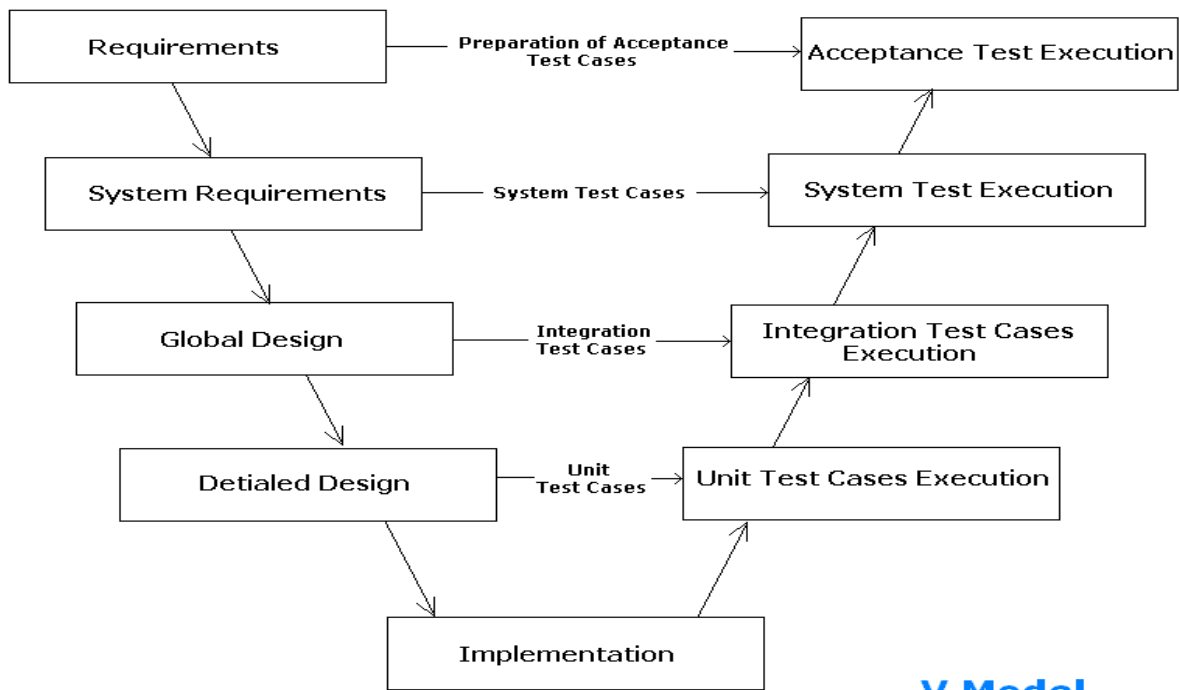 Requirements
Preparation of Acceptance
Test Cases
Acceptance Test Execution
System Requirements
System Test Cases
System Test Execution
Global Design
Integration
Test Cases
Integration Test Cases
Execution
Detialed Design
Unit
Test Cases
Unit Test Cases Execution
Implementation
V Model